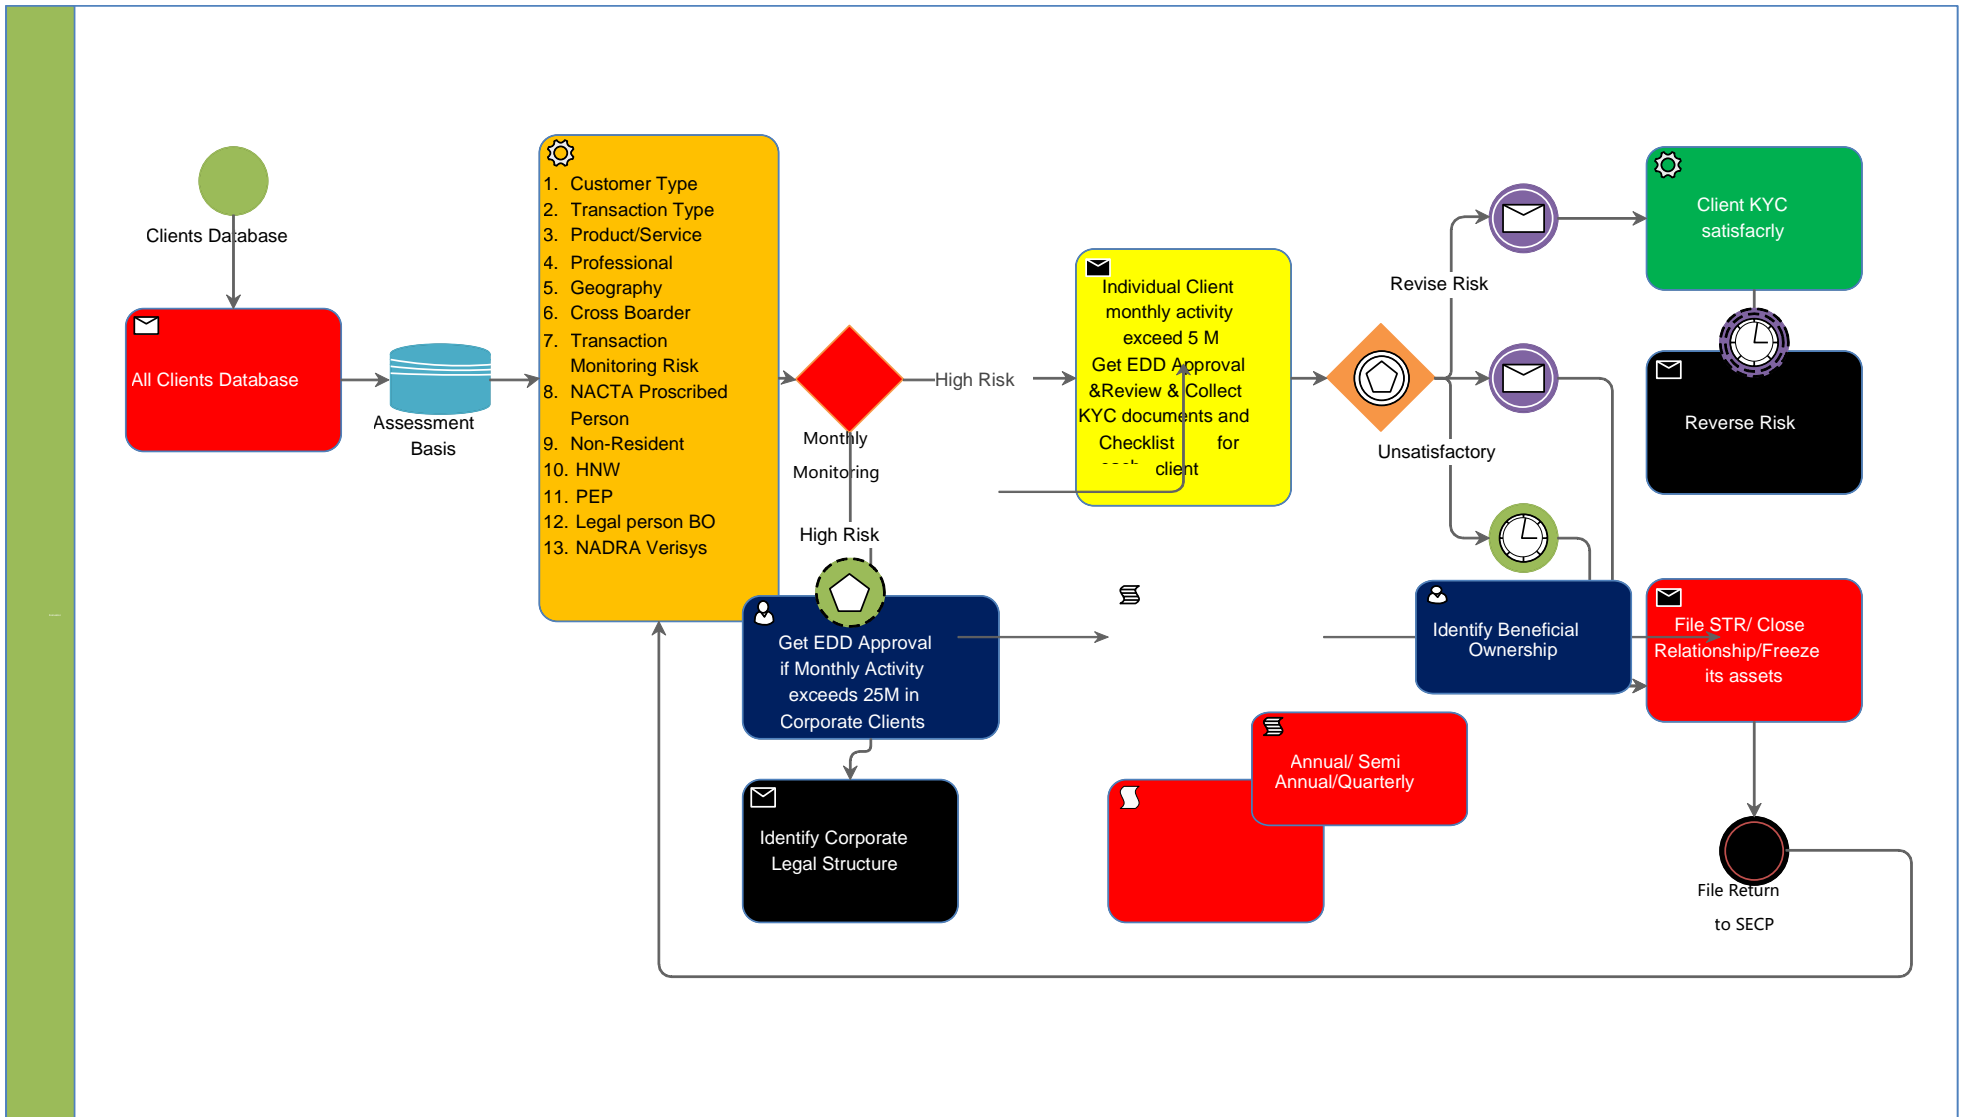 Clients Database
All Clients Database
Assessment
Basis
1. Customer Type
2. Transaction Type
3. Product/Service
4. Professional
5. Geography
6. Cross Boarder
7. Transaction
Monitoring Risk
8. NACTA Proscribed
Person
9. Non-Resident
10. HNW
11. PEP
12. Legal person BO
13. NADRA Verisys
High Risk
Monthly
Monitoring
High Risk
Get EDD Approval
if Monthly Activity
exceeds 25M in
Corporate Clients
Identify Corporate
Legal Structure
Individual Client
monthly activity
exceed 5 M
Get EDD Approval
&Review & Collect
KYC documents and
Checklist for
client
Revise Risk
Unsatisfactory
Client KYC
satisfacrly
Reverse Risk
Identify Beneficial
Ownership
File STR/ Close
Relationship/Freeze
its assets
Annual/ Semi
Annual/Quarterly
File Return
to SECP